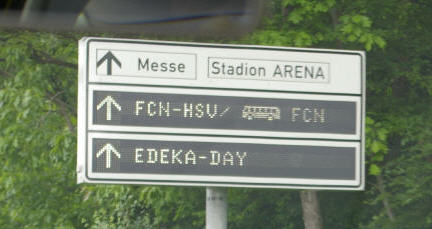 Messe Stadion ARENA
FCN-HSV/ FCN
EDEKA-DAY